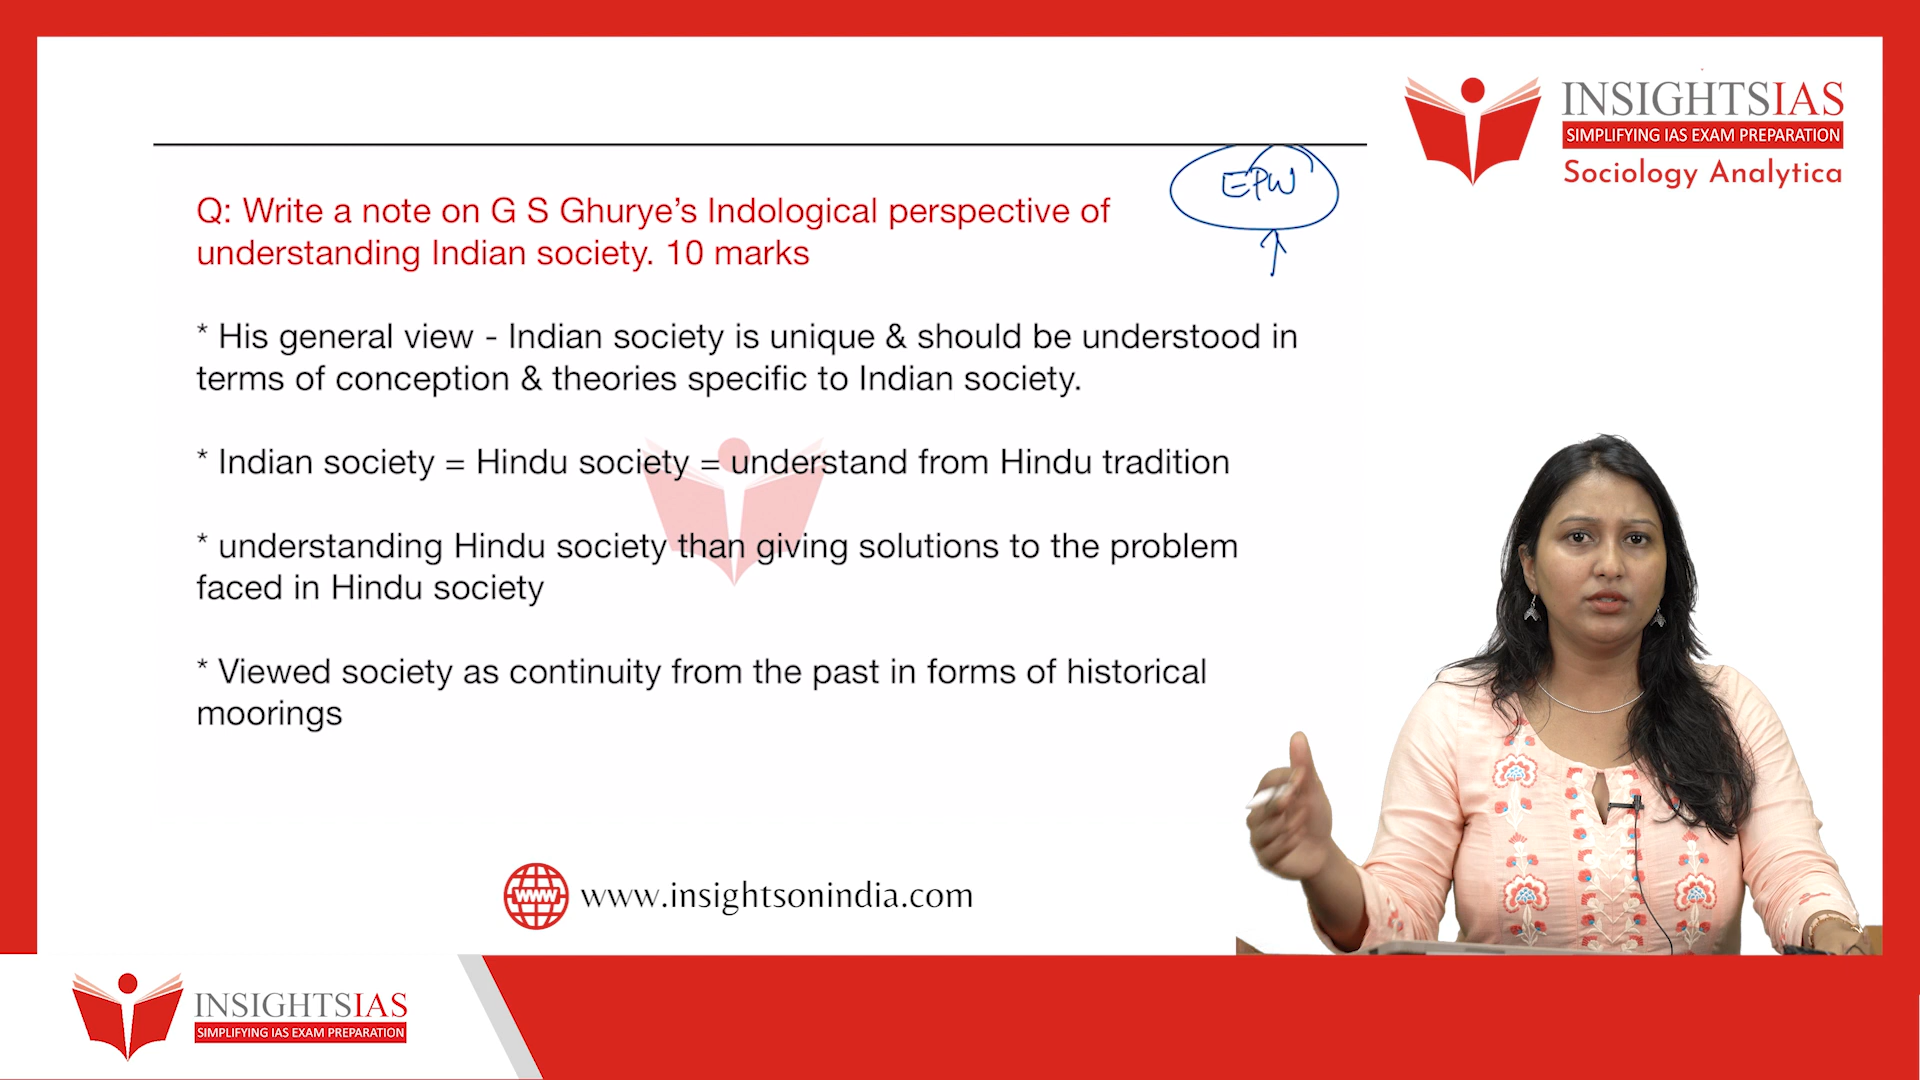 INSIGHTSIAS
SIMPLIFYING IAS EXAM PREPARATION
Sociology Analytica
EPW
Q: Write a note on G S Ghurye’s Indological perspective of
understanding Indian society. 10 marks
* His general view - Indian society is unique & should be understood in
terms of conception & theories specific to Indian society.
* Indian society = Hindu society = understand from Hindu tradition
* understanding Hindu society than giving solutions to the problem
faced in Hindu society
* Viewed society as continuity from the past in forms of historical
moorings
www
www.insightsonindia.com
INSIGHTSIAS
SIMPLIFYING IAS EXAM PREPARATION